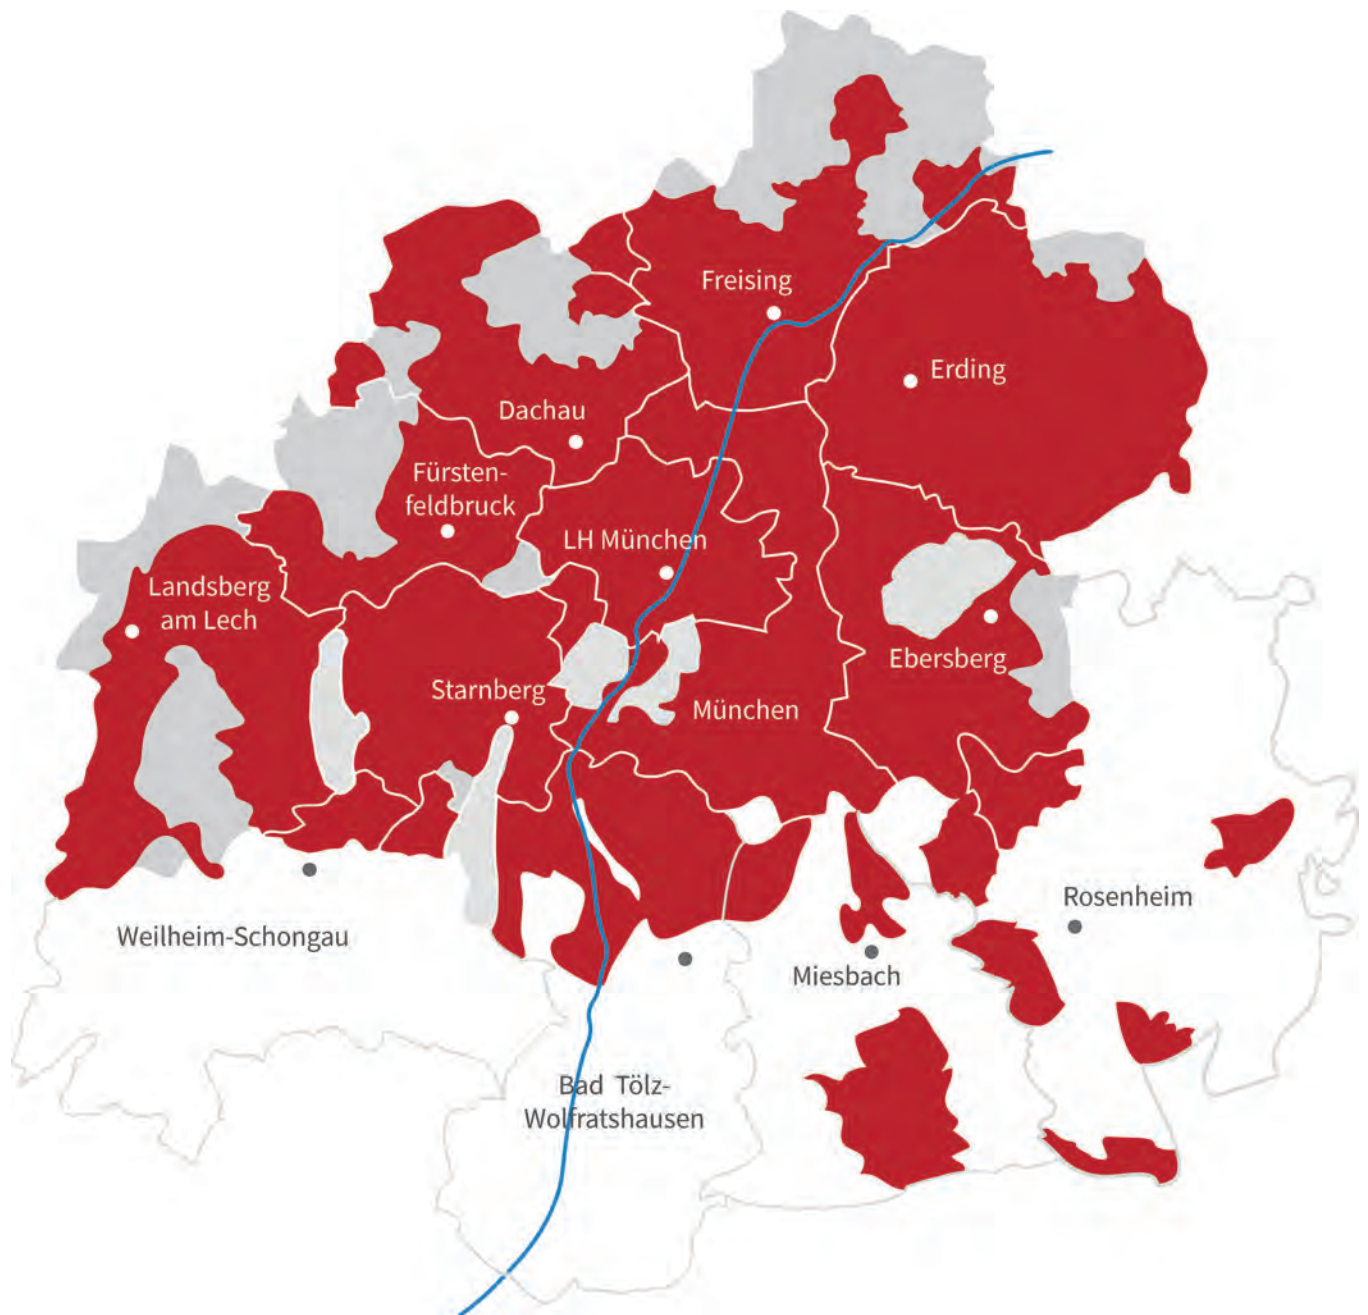 Freising
Erding
Dachau
Fürsten-
feldbruck
LH München
Landsberg
am Lech
Ebersberg
Starnberg
München
Rosenheim
Weilheim-Schongau
Miesbach
Bad Tölz-
Wolfratshausen